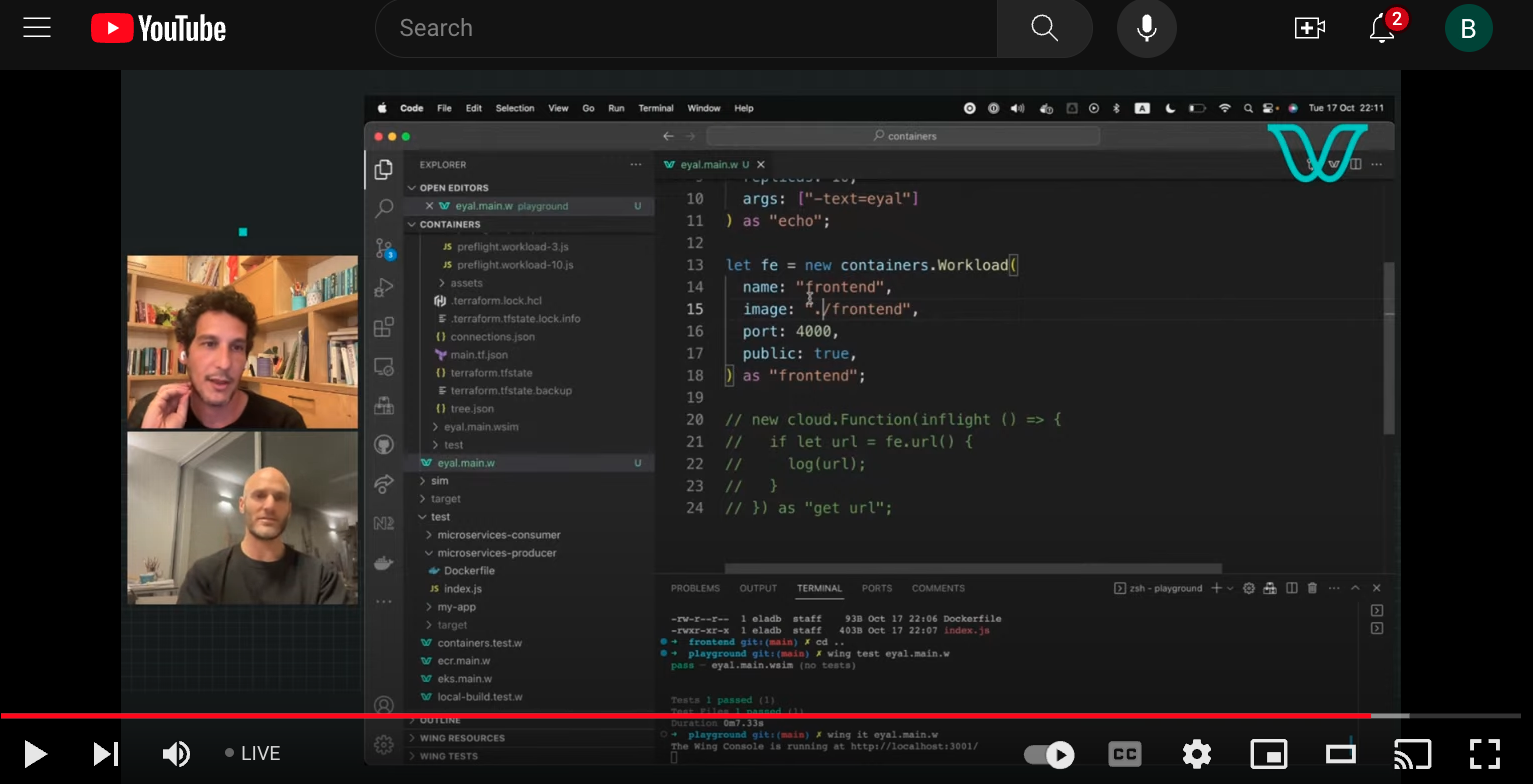 YouTube
Search
2
B
Code File Edit Selection View Go Run Terminal Window Help
A
Tue 17 Oct 22:11
containers
EXPLORER
eyal.main.w U
OPEN EDITORS
eyal.main.w playground U
CONTAINERS
JS preflight.workload-3.js
JS preflight.workload-10.js
assets
.terraform.lock.hcl
.terraform.tfstate.lock.info
{} connections.json
main.tf.json
{} terraform.tfstate
terraform.tfstate.backup
{} tree.json
eyal.main.wsim
test
eyal.main.w U
sim
target
test
microservices-consumer
microservices-producer
Dockerfile
JS index.js
my-app
target
containers.test.w
ecr.main.w
eks.main.w
local-build.test.w
OUTLINE
WING RESOURCES
WING TESTS
3
9 replicas: 10,
10 args: ["-text=eyal"]
11 ) as "echo";
12
13 let fe = new containers.Workload(
14 name: "frontend",
15 image: "./frontend",
16 port: 4000,
17 public: true,
18 ) as "frontend";
19
20 // new cloud.Function(inflight () => {
21 // if let url = fe.url() {
22 // log(url);
23 // }
24 // }) as "get url";
PROBLEMS OUTPUT TERMINAL PORTS COMMENTS
zsh - playground
-rw-r--r-- 1 eladb staff 93B Oct 17 22:06 Dockerfile
-rwxr-xr-x 1 eladb staff 403B Oct 17 22:07 index.js
→ frontend git:(main) ✗ cd ..
→ playground git:(main) ✗ wing test eyal.main.w
pass – eyal.main.wsim (no tests)
Tests 1 passed (1)
Test Files 1 passed (1)
Duration 0m7.33s
→ playground git:(main) ✗ wing it eyal.main.w
The Wing Console is running at http://localhost:3001/
LIVE
CC